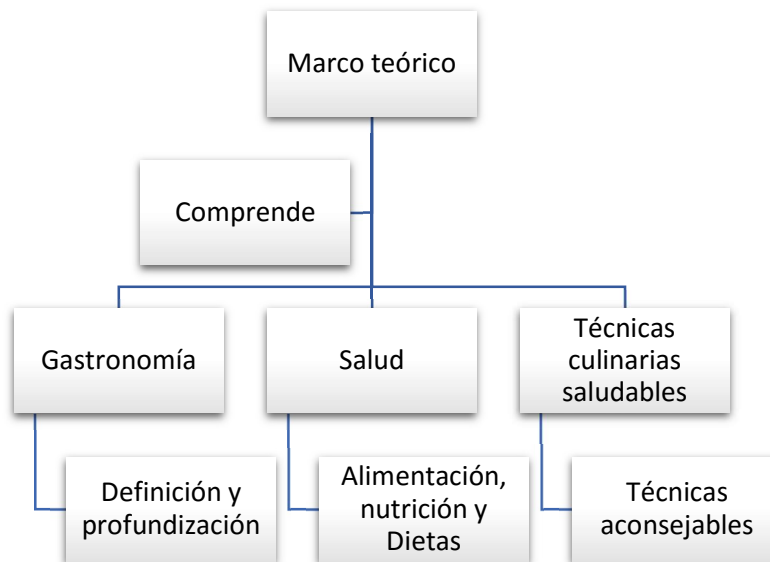 Marco teórico
Comprende
Gastronomía
Salud
Técnicas
culinarias
saludables
Definición y
profundización
Alimentación,
nutrición y
Dietas
Técnicas
aconsejables